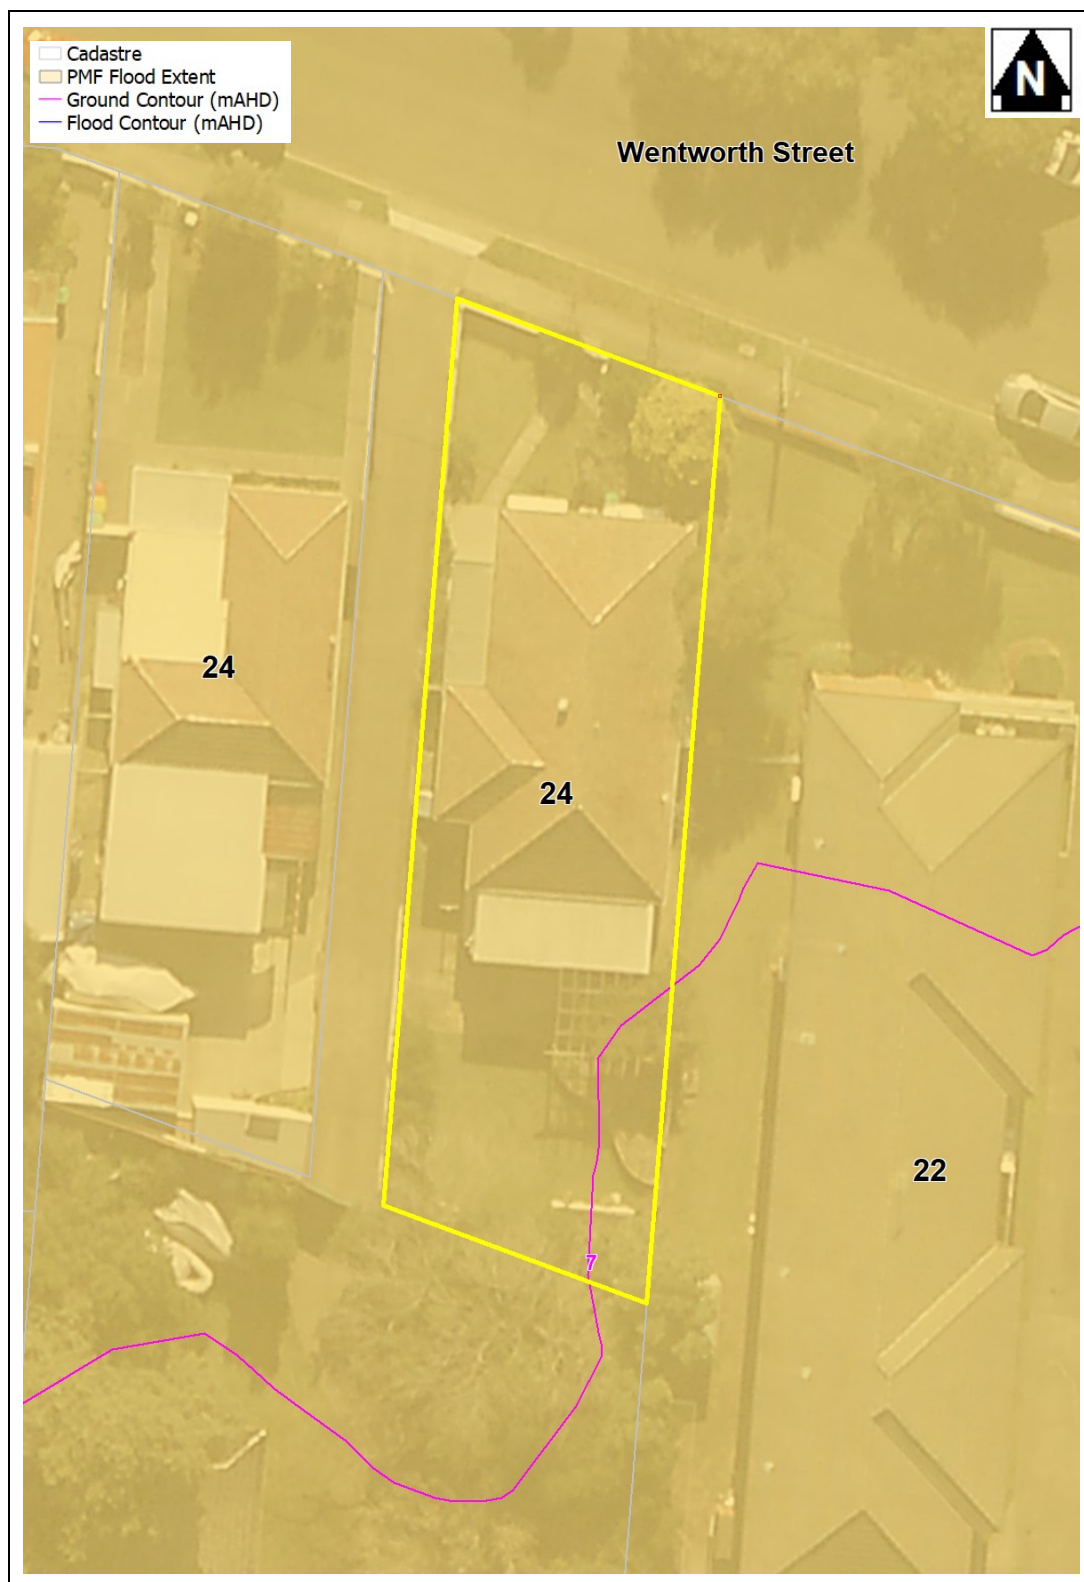 Cadastre
PMF Flood Extent
Ground Contour (mAHD)
Flood Contour (mAHD)
N
Wentworth Street
24
24
22
7